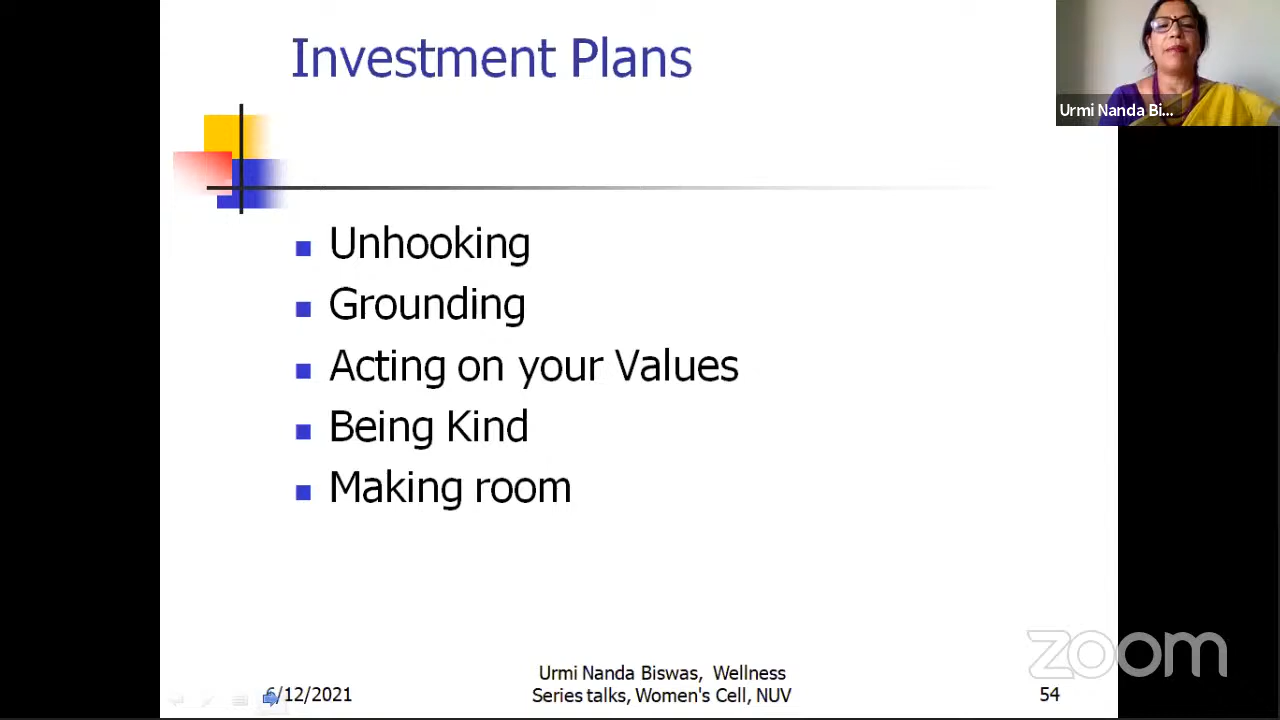 Investment Plans
Urmi Nanda Bi...
Unhooking
Grounding
Acting on your Values
Being Kind
Making room
zoom
6/12/2021
Urmi Nanda Biswas, Wellness
Series talks, Women's Cell, NUV
54